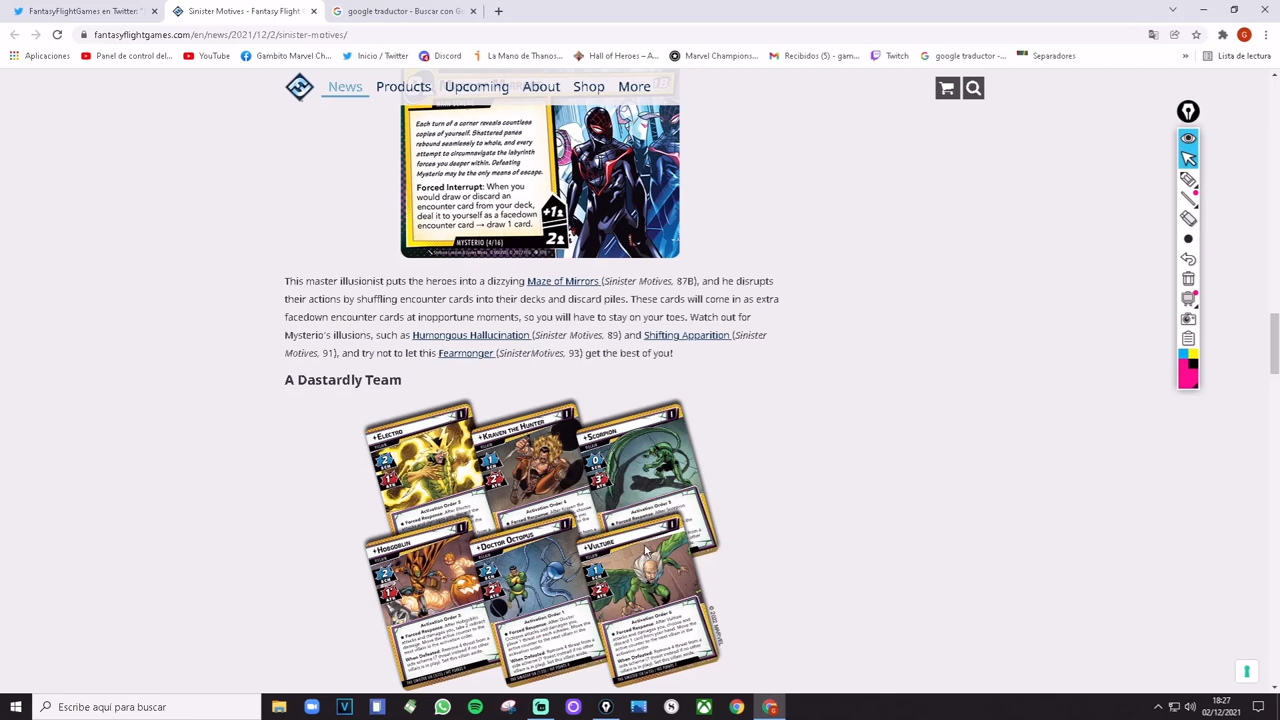 FantasyFlightGames en Twitter: "
Sinister Motives - Fantasy Flight
google traductor - Buscar con Go
fantasyflightgames.com/en/news/2021/12/2/sinister-motives/
Aplicaciones
Panel de control del...
YouTube
Gambito Marvel Ch...
Inicio / Twitter
Discord
La Mano de Thanos...
Hall of Heroes – A...
Marvel Champions...
Recibidos (5) - gam...
Twitch
google traductor -...
Separadores
»
Lista de lectura
News
Products
Upcoming
About
Shop
More
Each turn of a corner reveals countless
copies of yourself. Shattered panes
rebound seamlessly to whole, and every
attempt to circumnavigate the labyrinth
forces you deeper within. Defeating
Mysterio may be the only means of escape.
Forced Interrupt: When you
would draw or discard an
encounter card from your deck,
deal it to yourself as a facedown
encounter card → draw 1 card.
MYSTERIO (4/16)
This master illusionist puts the heroes into a dizzying Maze of Mirrors (Sinister Motives, 87B), and he disrupts
their actions by shuffling encounter cards into their decks and discard piles. These cards will come in as extra
facedown encounter cards at inopportune moments, so you will have to stay on your toes. Watch out for
Mysterio's illusions, such as Humongous Hallucination (Sinister Motives, 89) and Shifting Apparition (Sinister
Motives, 91), and try not to let this Fearmonger (SinisterMotives, 93) get the best of you!
A Dastardly Team
ELECTRO
KRAVEN THE HUNTER
SCORPION
HOBGOBLIN
DOCTOR OCTOPUS
VULTURE
Escribe aquí para buscar
18:27
02/12/2021